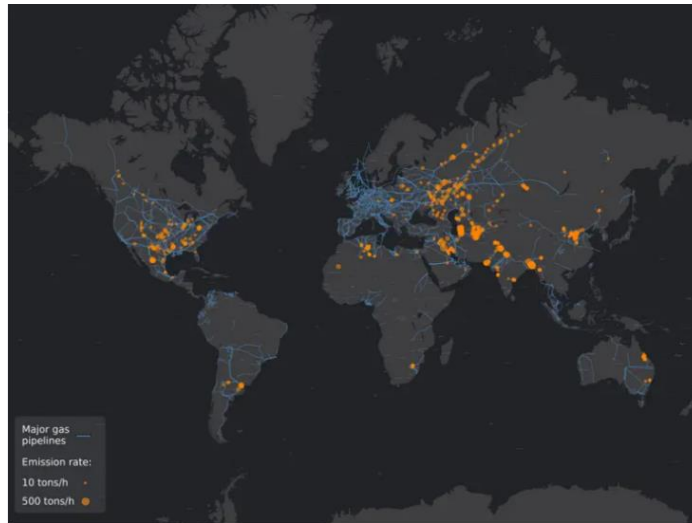 Major gas
pipelines
Emission rate:
10 tons/h
500 tons/h